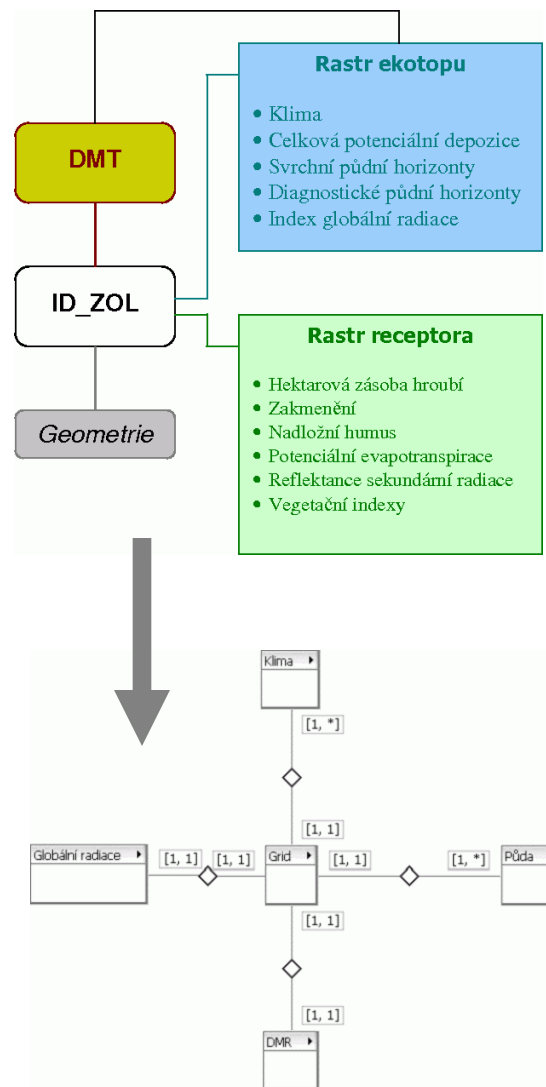 Rastr ekotopu
• Klima
• Celková potenciální depozice
• Svrchní půdní horizonty
• Diagnostické půdní horizonty
• Index globální radiace
DMT
ID_ZOL
Geometrie
Rastr receptora
• Hektarová zásoba hroubí
• Zakmenění
• Nadložní humus
• Potenciální evapotranspirace
• Reflektance sekundární radiace
• Vegetační indexy
Klima
[1, *]
[1, 1]
Globální radiace
[1, 1]
[1, 1]
Grid
[1, 1]
[1, *]
Půda
[1, 1]
[1, 1]
DMR